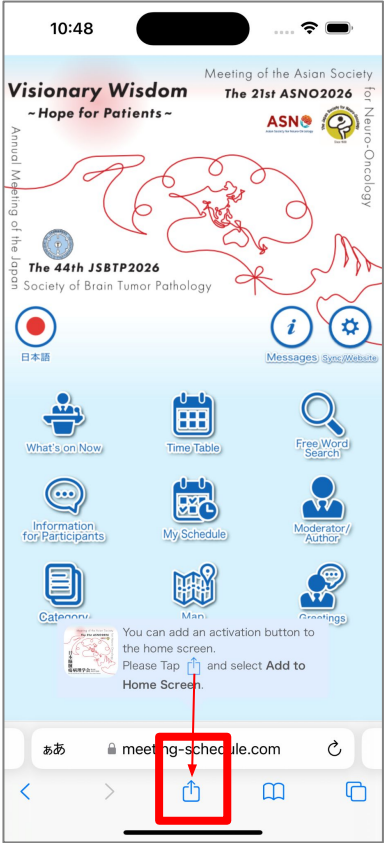 10:48
Meeting of the Asian Society
for Neuro-Oncology
Visionary Wisdom
The 21st ASNO2026
~Hope for Patients~
ASN
Annual Meeting of the Japan
The 44th JSBTP2026
Society of Brain Tumor Pathology
日本語
Messages
Sync/Website
What's on Now
Time Table
Free Word
Search
Information
for Participants
My Schedule
Moderator/
Author
Category
Map
Greetings
You can add an activation button to
the home screen.
Please Tap and select Add to
Home Screen.
ぁあ
meeting-schedule.com